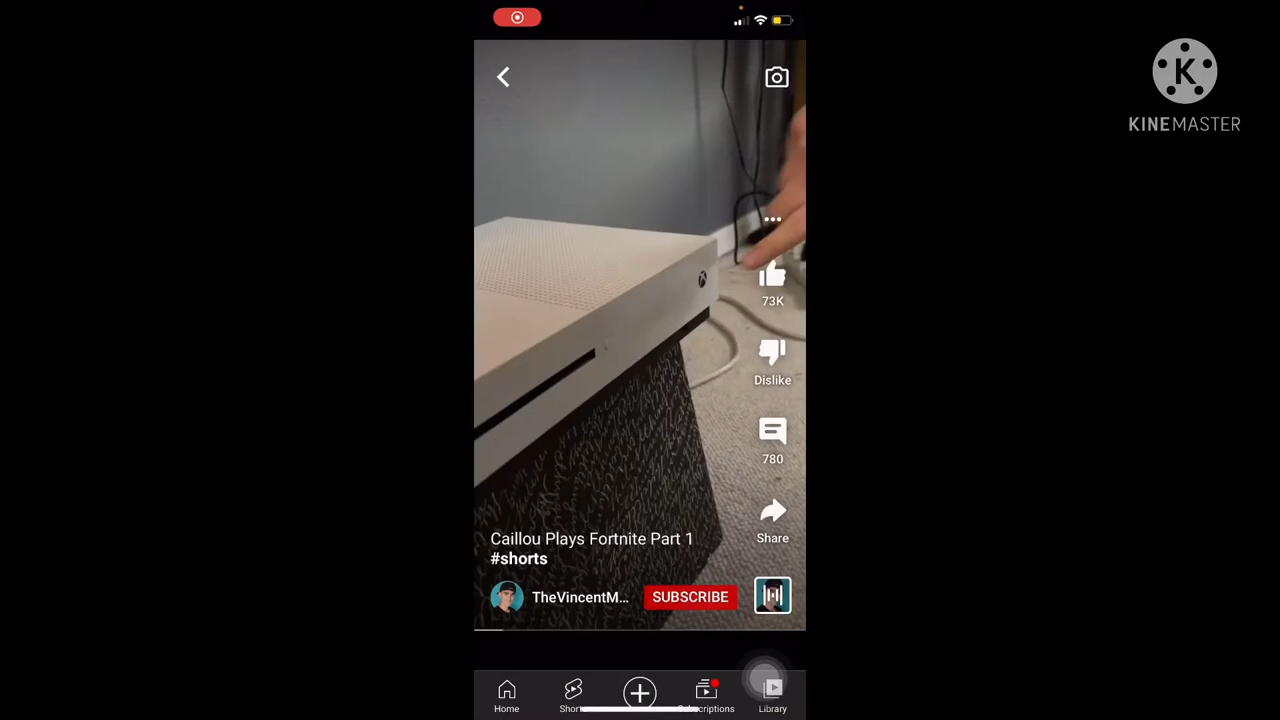 KINEMASTER
73K
Dislike
780
Share
Caillou Plays Fortnite Part 1
#shorts
TheVincentM...
SUBSCRIBE
Home
Library